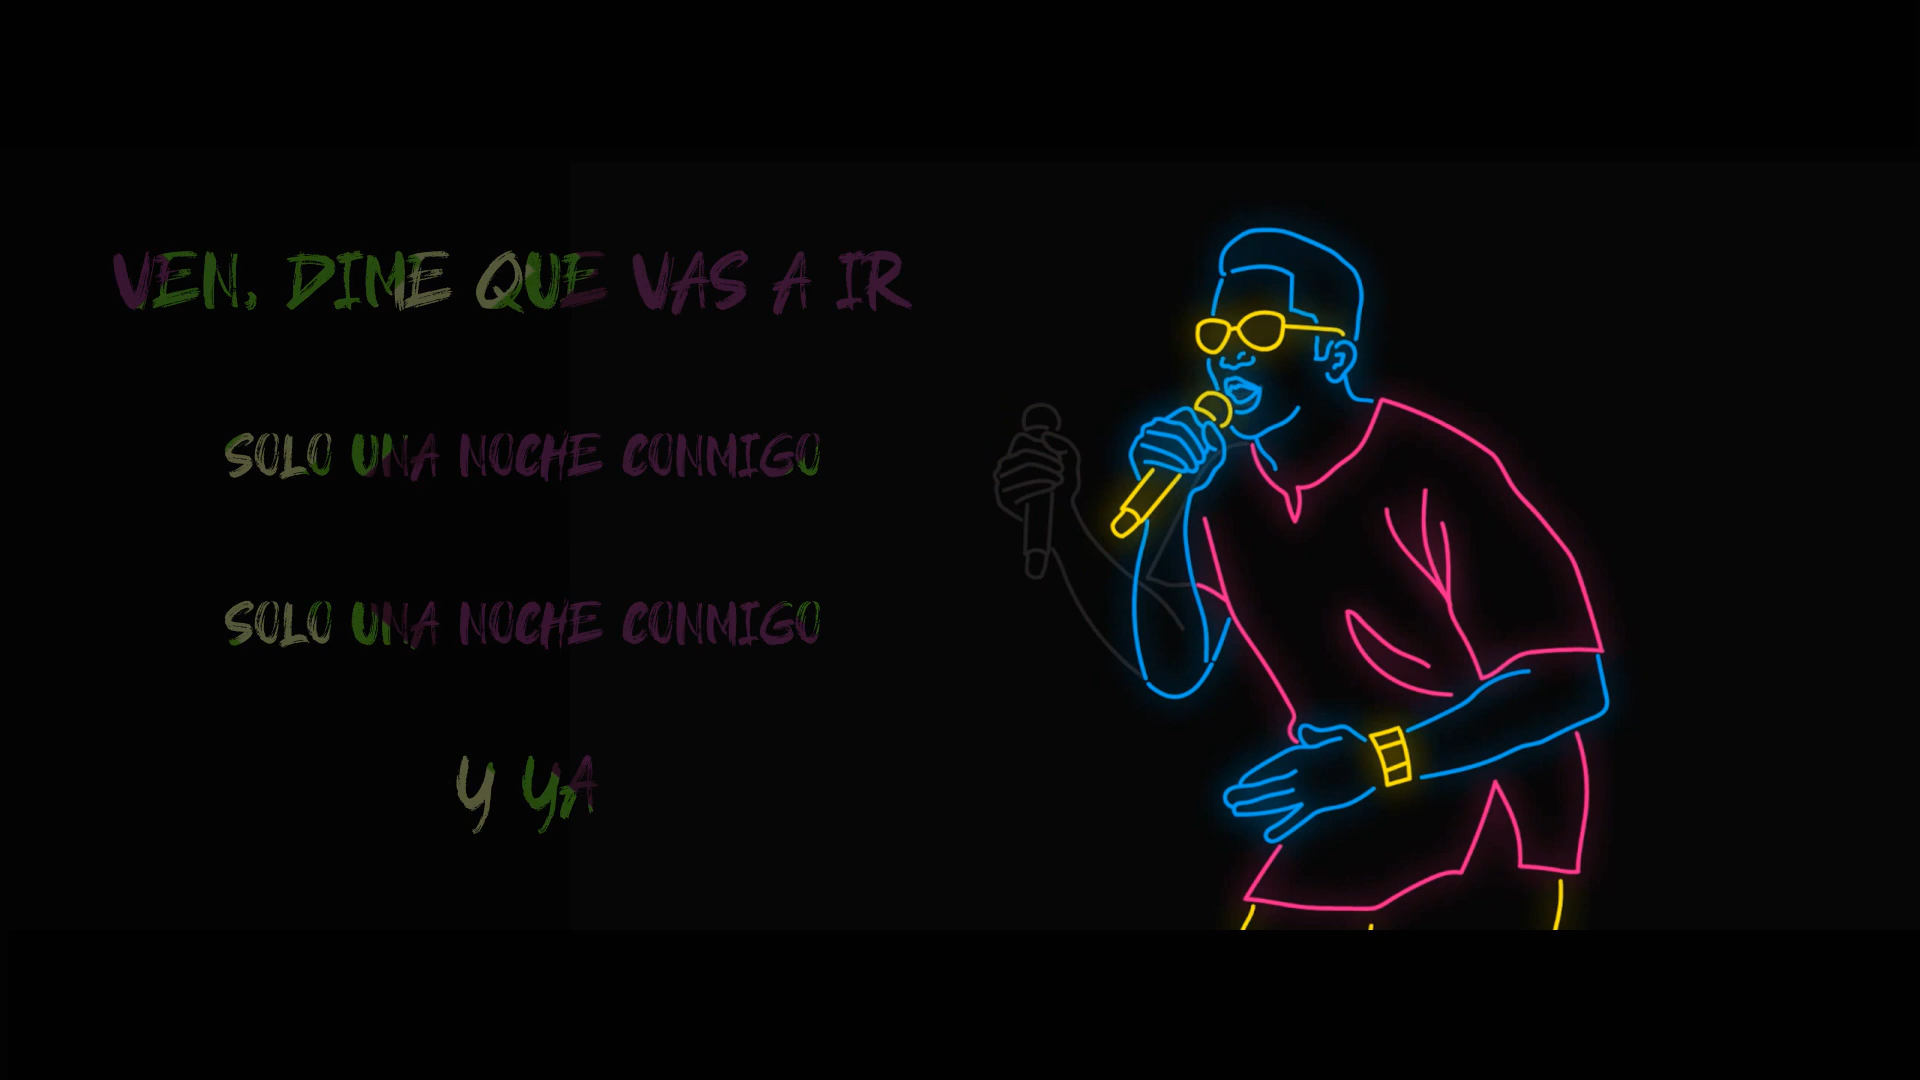 VEN, DIME QUE VAS A IR
SOLO UNA NOCHE CONMIGO
SOLO UNA NOCHE CONMIGO
Y YA